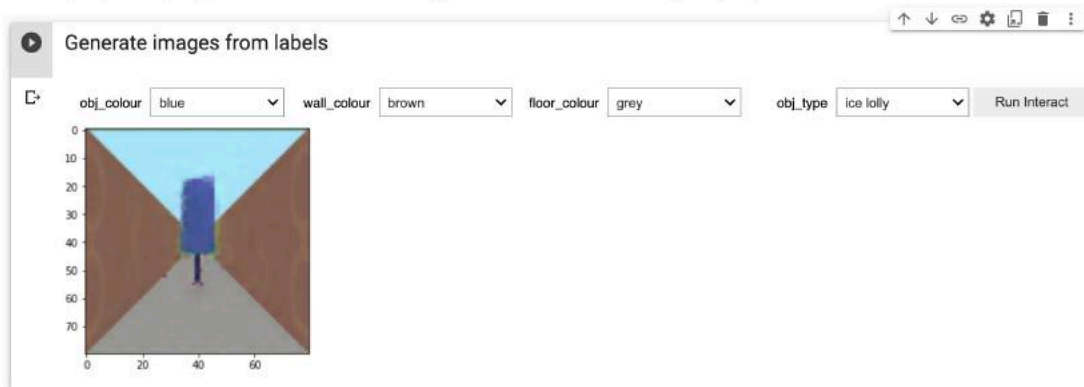 Generate images from labels
obj_colour blue wall_colour brown floor_colour grey obj_type ice lolly Run Interact
0
10
20
30
40
50
60
70
0 20 40 60